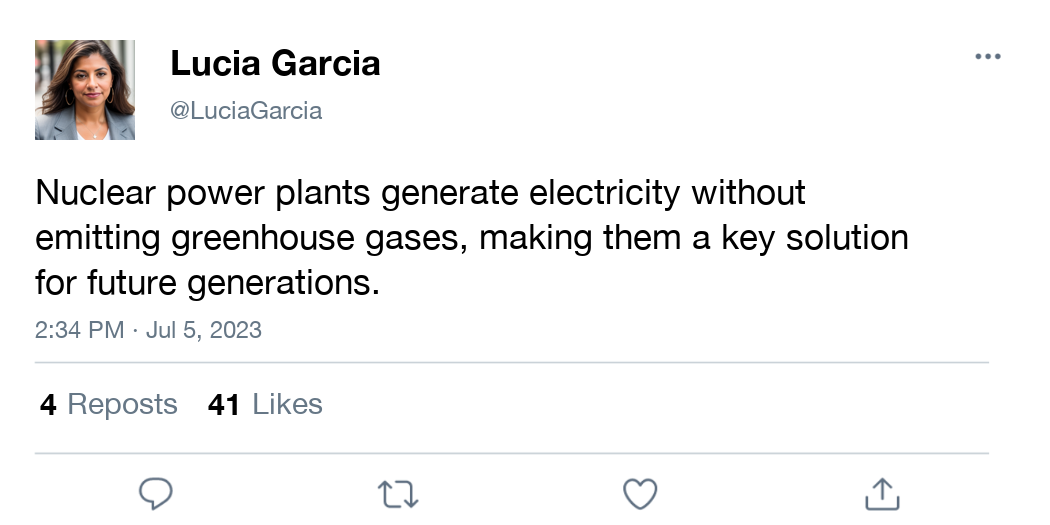 Lucia Garcia
@LuciaGarcia
Nuclear power plants generate electricity without
emitting greenhouse gases, making them a key solution
for future generations.
2:34 PM · Jul 5, 2023
4 Reposts 41 Likes